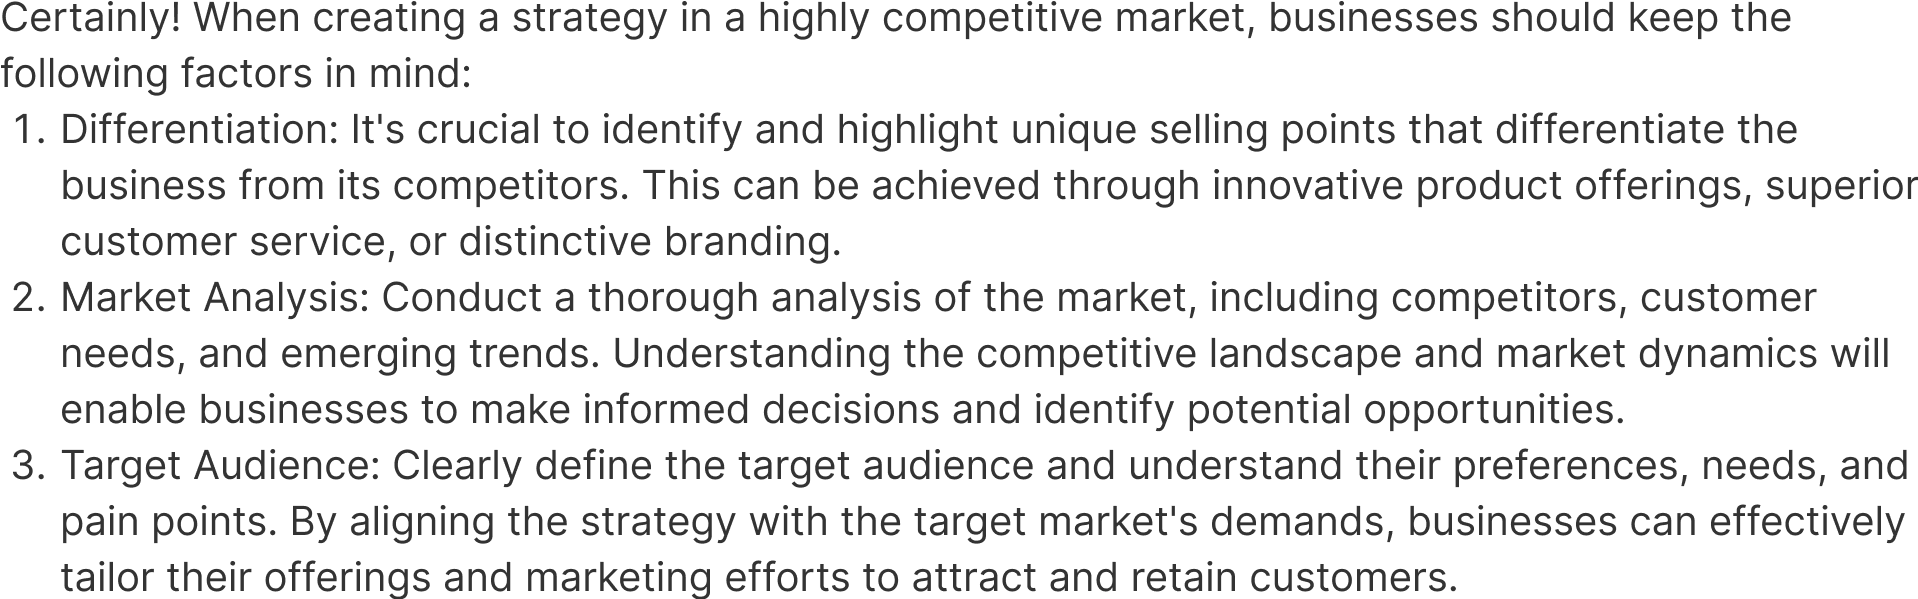 Certainly! When creating a strategy in a highly competitive market, businesses should keep the
following factors in mind:
1. Differentiation: It's crucial to identify and highlight unique selling points that differentiate the
business from its competitors. This can be achieved through innovative product offerings, superior
customer service, or distinctive branding.
2. Market Analysis: Conduct a thorough analysis of the market, including competitors, customer
needs, and emerging trends. Understanding the competitive landscape and market dynamics will
enable businesses to make informed decisions and identify potential opportunities.
3. Target Audience: Clearly define the target audience and understand their preferences, needs, and
pain points. By aligning the strategy with the target market's demands, businesses can effectively
tailor their offerings and marketing efforts to attract and retain customers.